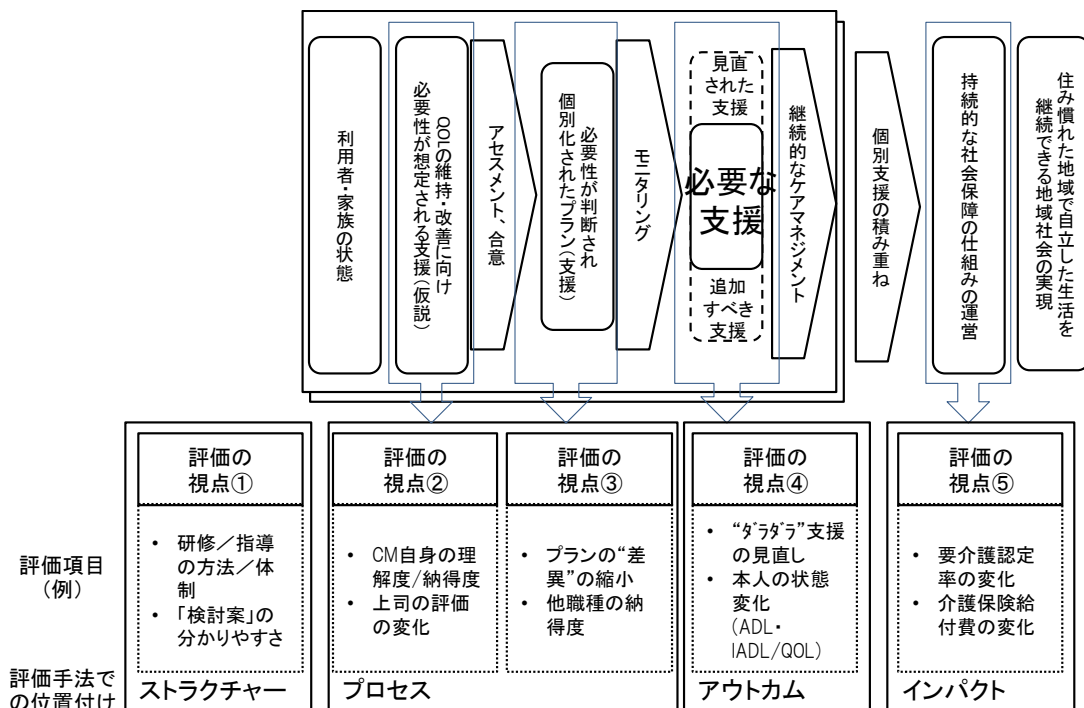 利用者・家族の状態
QOLの維持・改善に向け
必要性が想定される支援（仮説）
アセスメント、合意
必要性が判断され
個別化されたプラン（支援）
モニタリング
見直
された
支援
必要な
支援
追加
すべき
支援
継続的なケアマネジメント
個別支援の積み重ね
持続的な社会保障の仕組みの運営
住み慣れた地域で自立した生活を
継続できる地域社会の実現
評価の
視点①
評価の
視点②
評価の
視点③
評価の
視点④
評価の
視点⑤
評価項目
（例）
• 研修／指導
の方法／体
制
• 「検討案」の
分かりやすさ
• CM自身の理
解度/納得度
• 上司の評価
の変化
• プランの“差
異”の縮小
• 他職種の納
得度
• “ダラダラ”支援
の見直し
• 本人の状態
変化
(ADL・
IADL/QOL)
• 要介護認定
率の変化
• 介護保険給
付費の変化
評価手法で
の位置付け
ストラクチャー
プロセス
アウトカム
インパクト